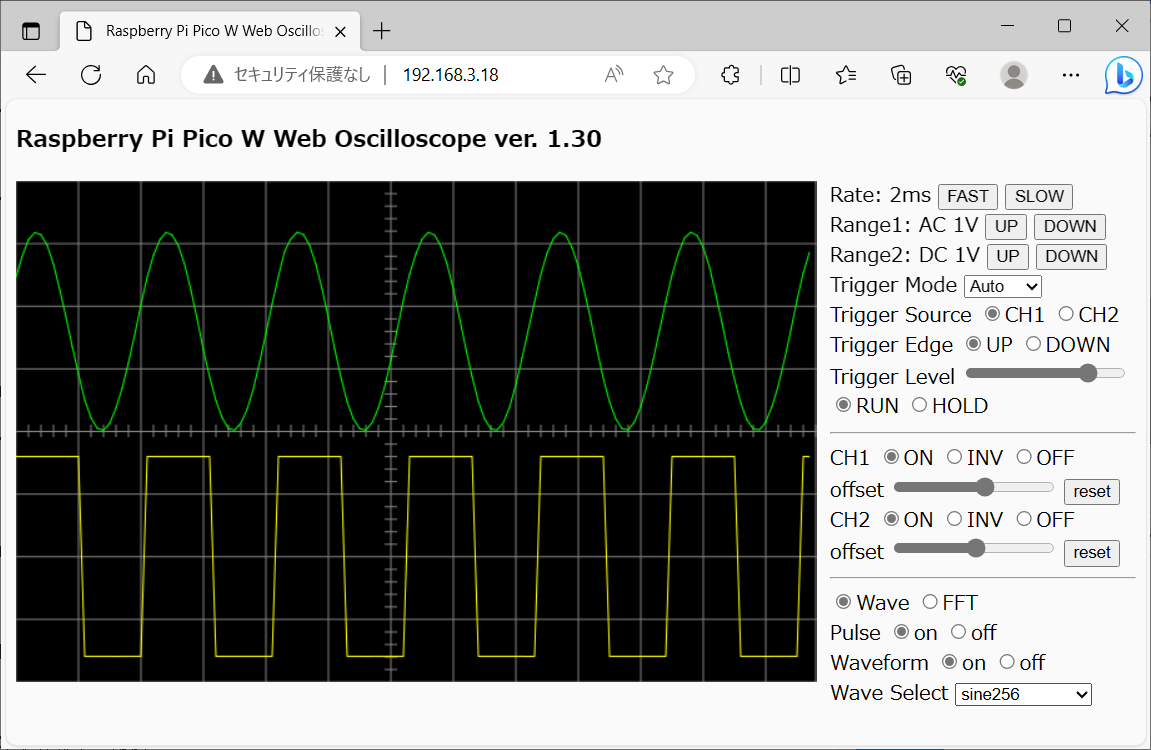 Raspberry Pi Pico W Web Oscillo
セキュリティ保護なし 192.168.3.18
Raspberry Pi Pico W Web Oscilloscope ver. 1.30
Rate: 2ms FAST SLOW
Range1: AC 1V UP DOWN
Range2: DC 1V UP DOWN
Trigger Mode Auto
Trigger Source CH1 CH2
Trigger Edge UP DOWN
Trigger Level
RUN HOLD
CH1 ON INV OFF
offset reset
CH2 ON INV OFF
offset reset
Wave FFT
Pulse on off
Waveform on off
Wave Select sine256